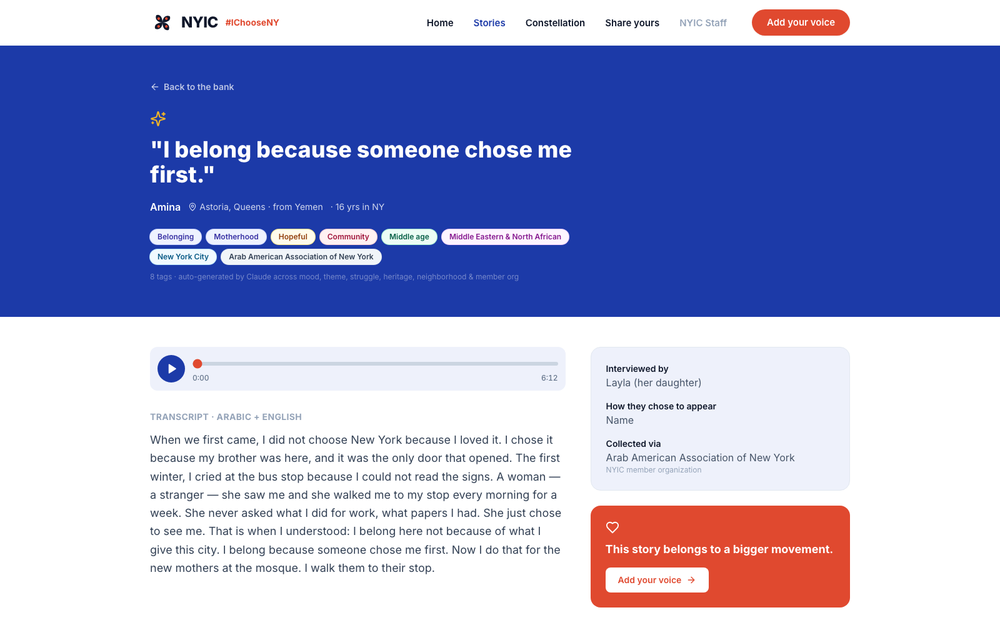 NYIC #IChooseNY
Home Stories Constellation Share yours NYIC Staff Add your voice
Back to the bank
"I belong because someone chose me
first."
Amina Astoria, Queens · from Yemen · 16 yrs in NY
Belonging Motherhood Hopeful Community Middle age Middle Eastern & North African
New York City Arab American Association of New York
8 tags · auto-generated by Claude across mood, theme, struggle, heritage, neighborhood & member org
0:00 6:12
TRANSCRIPT · ARABIC + ENGLISH
When we first came, I did not choose New York because I loved it. I chose it
because my brother was here, and it was the only door that opened. The first
winter, I cried at the bus stop because I could not read the signs. A woman —
a stranger — she saw me and she walked me to my stop every morning for a
week. She never asked what I did for work, what papers I had. She just chose
to see me. That is when I understood: I belong here not because of what I
give this city. I belong because someone chose me first. Now I do that for the
new mothers at the mosque. I walk them to their stop.
Interviewed by
Layla (her daughter)
How they chose to appear
Name
Collected via
Arab American Association of New York
NYIC member organization
This story belongs to a bigger movement.
Add your voice